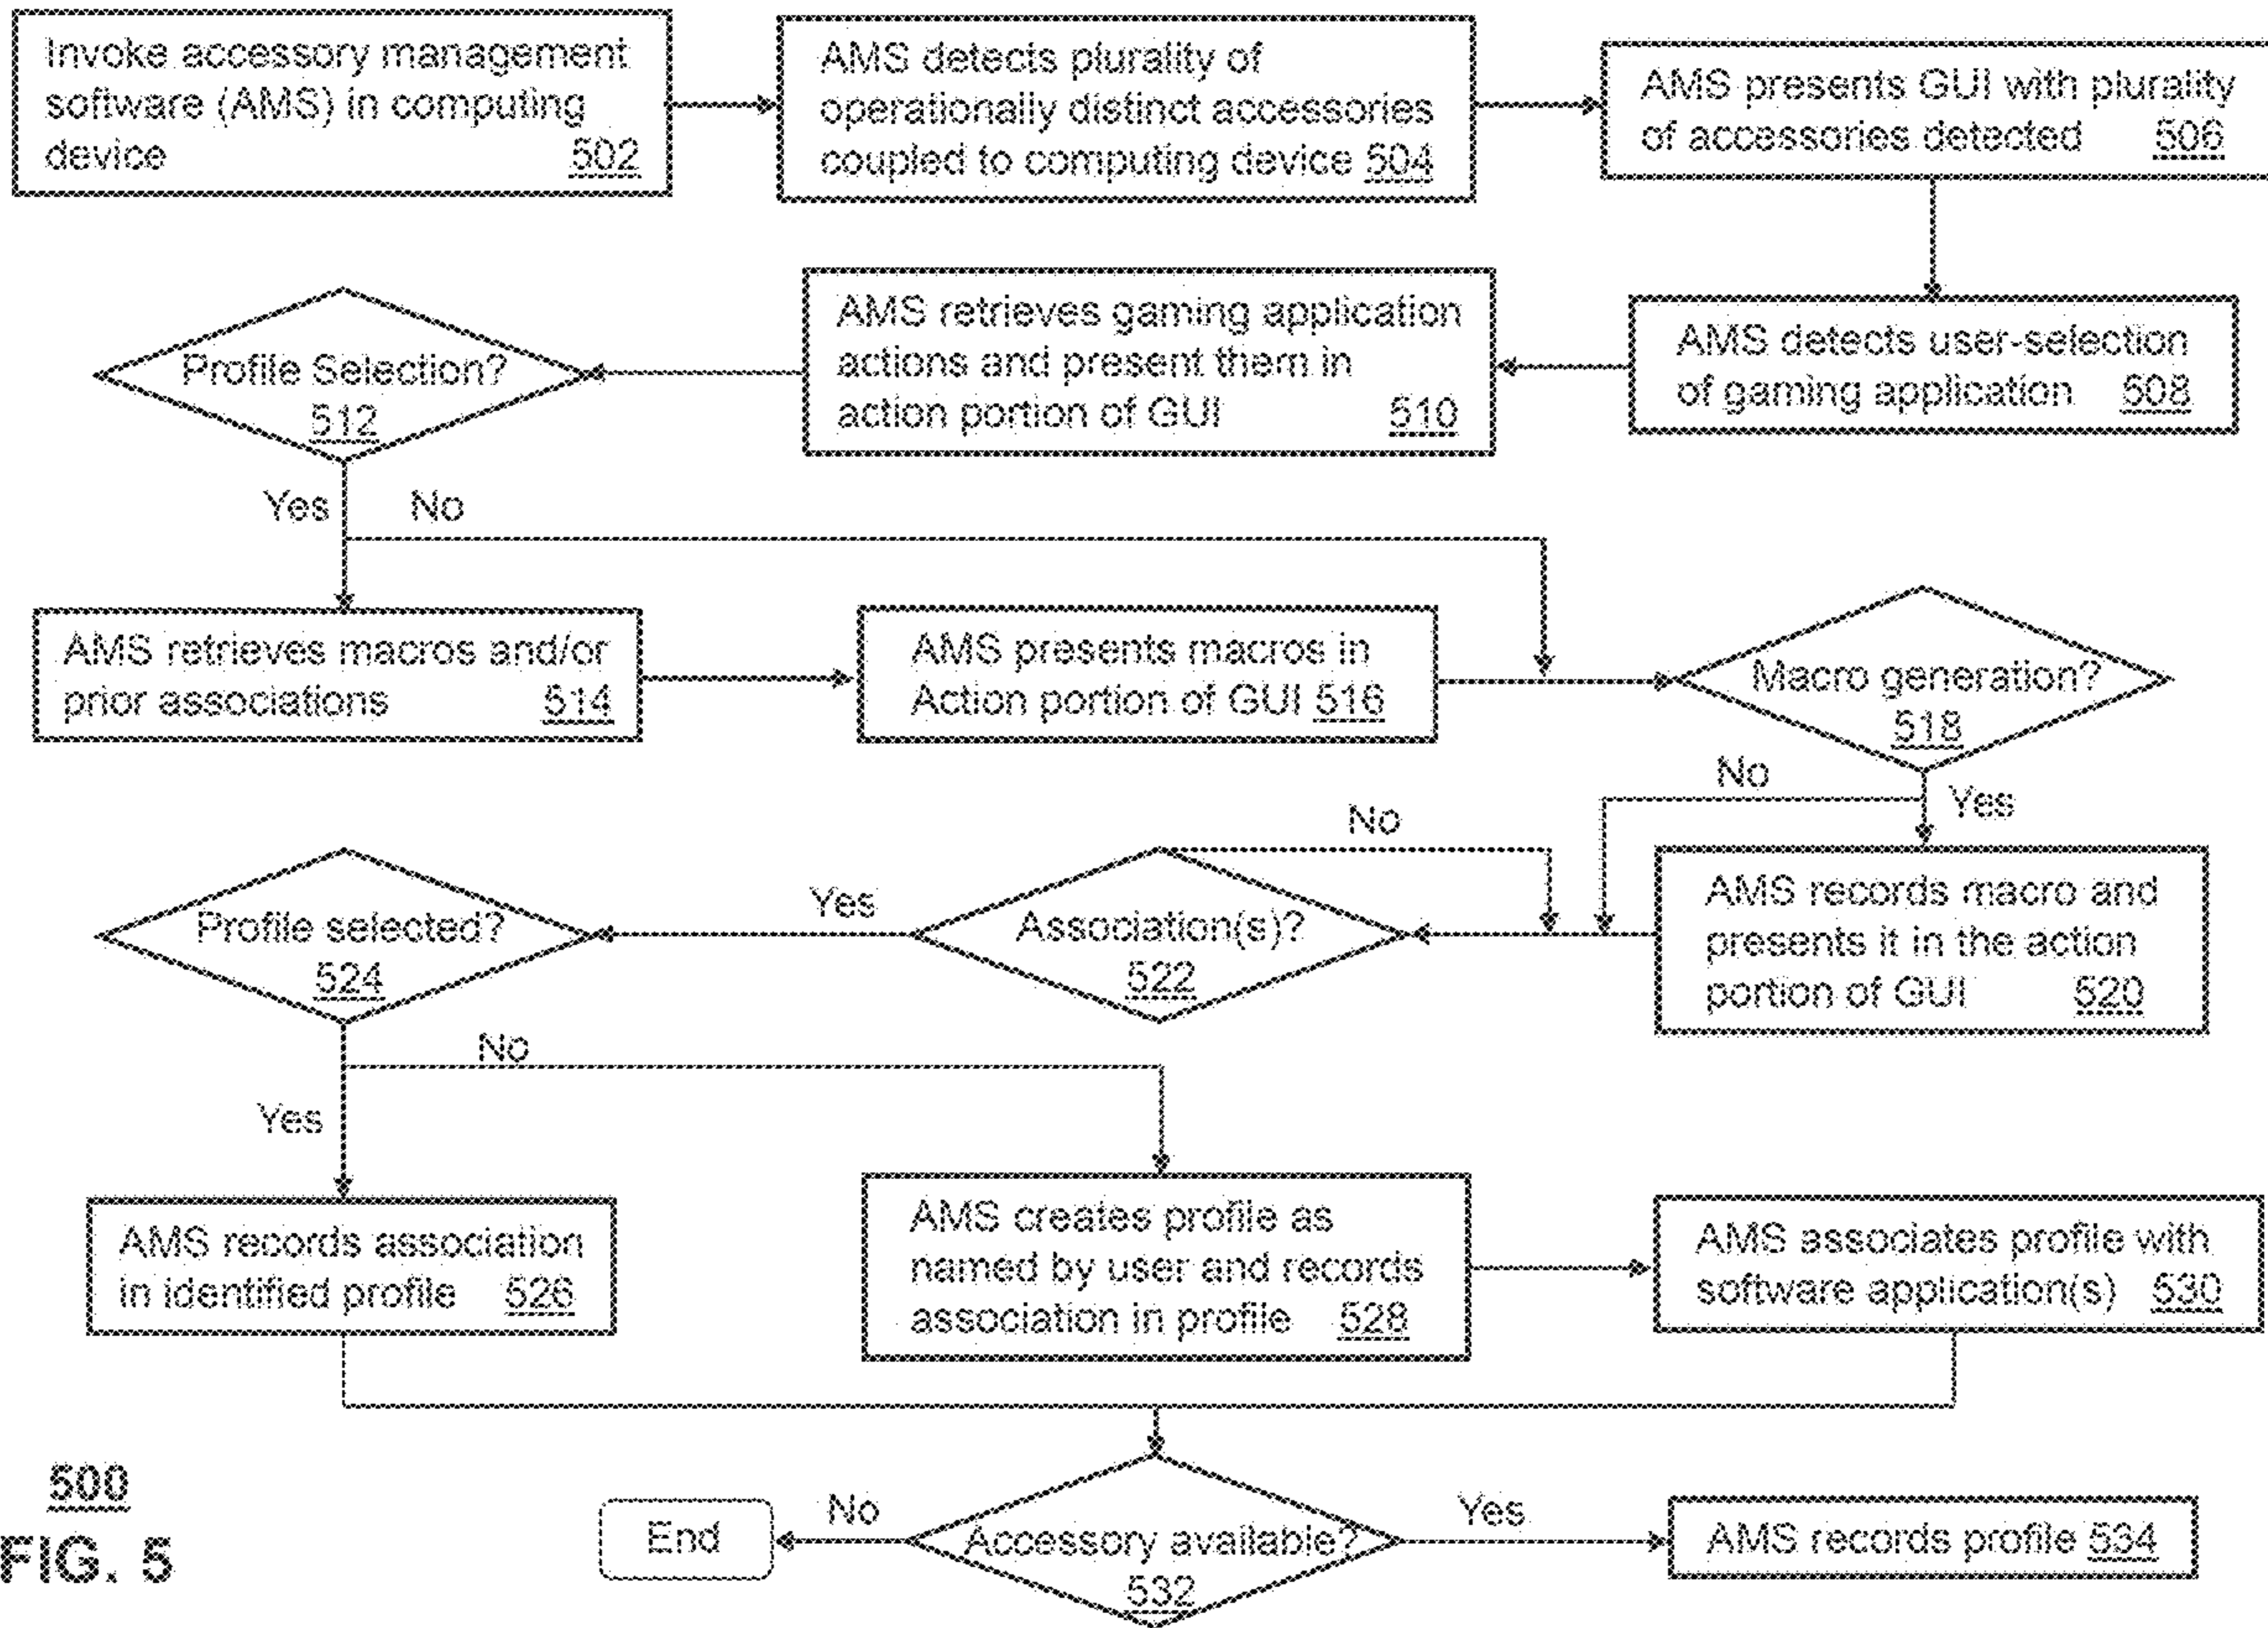 Invoke accessory management
software (AMS) in computing
device 502
AMS detects plurality of
operationally distinct accessories
coupled to computing device 504
AMS presents GUI with plurality
of accessories detected 506
AMS detects user-selection
of gaming application 508
AMS retrieves gaming application
actions and present them in
action portion of GUI 510
Profile Selection?
512
Yes
No
AMS retrieves macros and/or
prior associations 514
AMS presents macros in
Action portion of GUI 516
Macro generation?
518
No
Yes
AMS records macro and
presents it in the action
portion of GUI 520
No
Association(s)?
522
Yes
Profile selected?
524
No
Yes
AMS records association
in identified profile 526
AMS creates profile as
named by user and records
association in profile 528
AMS associates profile with
software application(s) 530
Accessory available?
532
No
End
Yes
AMS records profile 534
500
FIG. 5